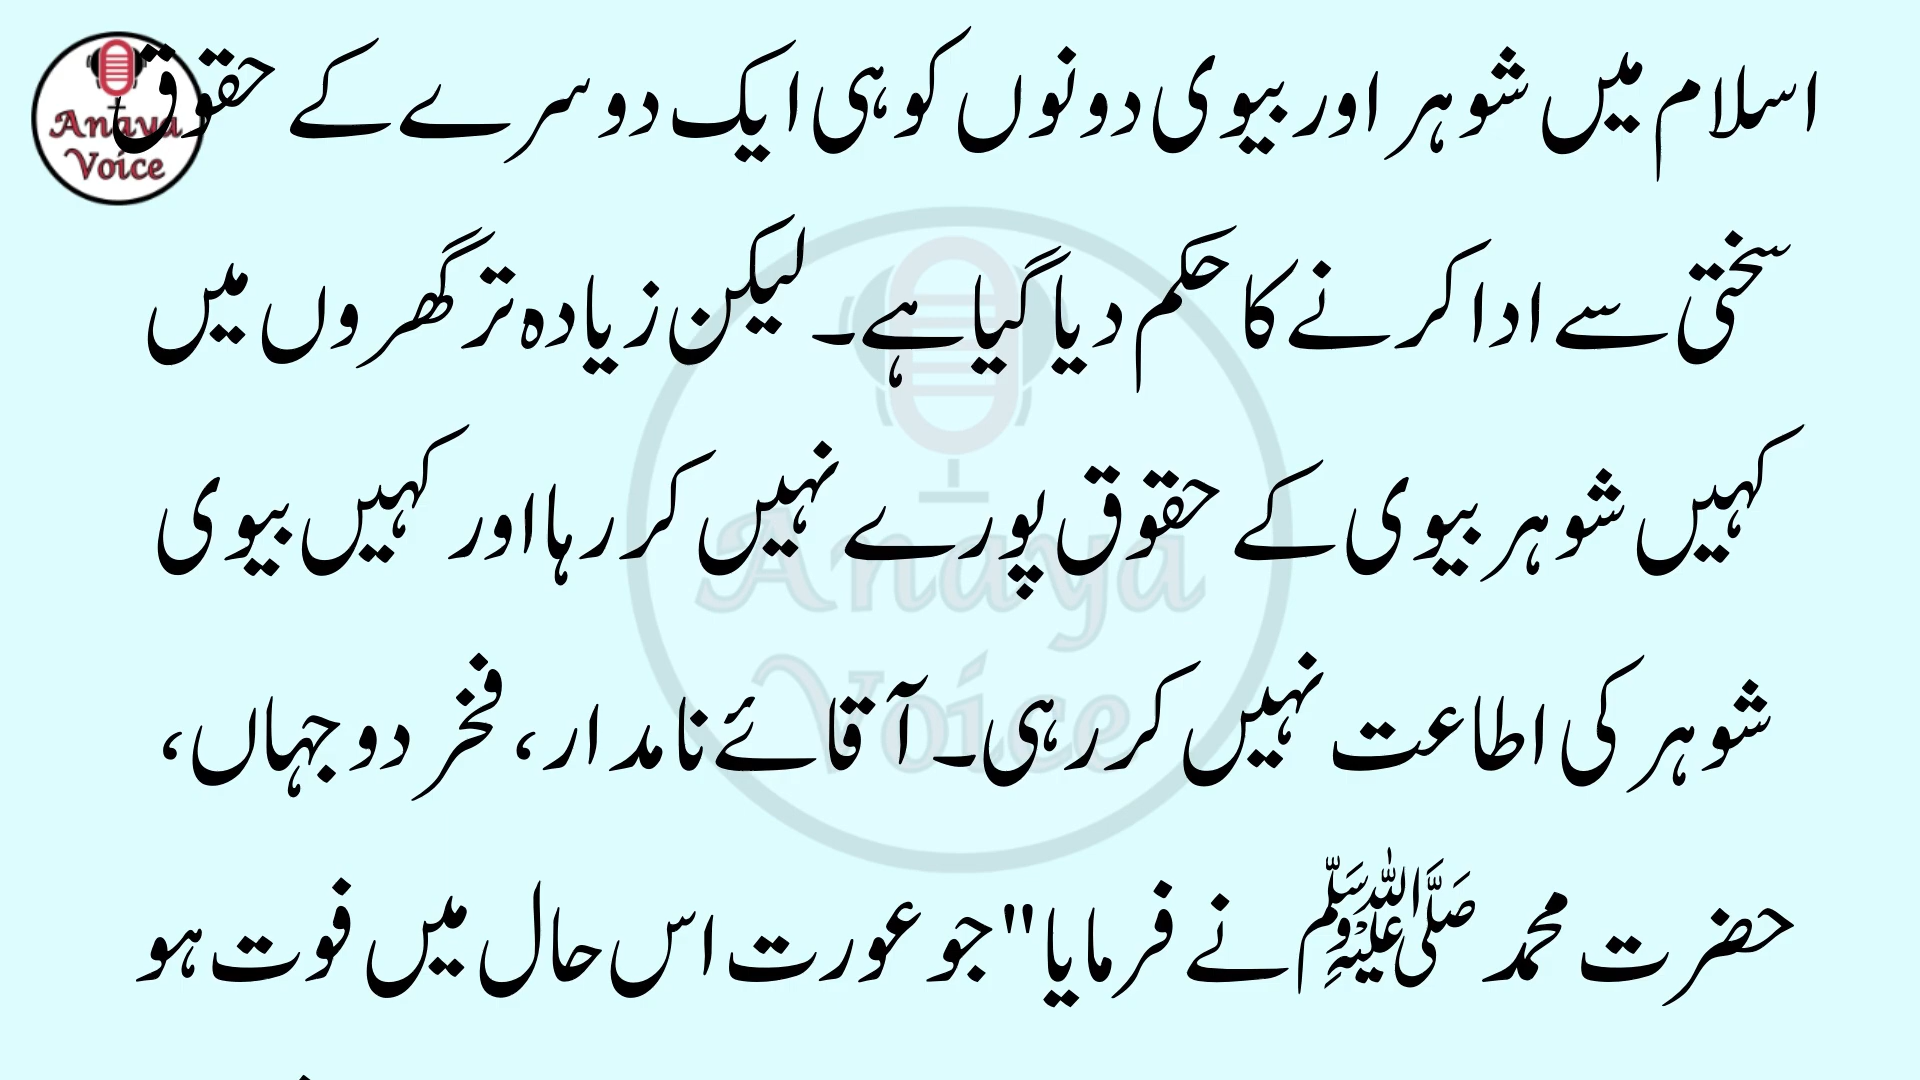 اسلام میں شوہر اور بیوی دونوں کو ہی ایک دوسرے کے حقوق
Anaya
Voice
سختی سے ادا کرنے کا حکم دیا گیا ہے۔ لیکن زیادہ تر گھروں میں
کہیں شوہر بیوی کے حقوق پورے نہیں کر رہا اور کہیں بیوی
Anaya
شوہر کی اطاعت نہیں کر رہی۔ آقائے نامدار، فخر دو جہاں،
Voice
حضرت محمد ﷺ نے فرمایا "جو عورت اس حال میں فوت ہو